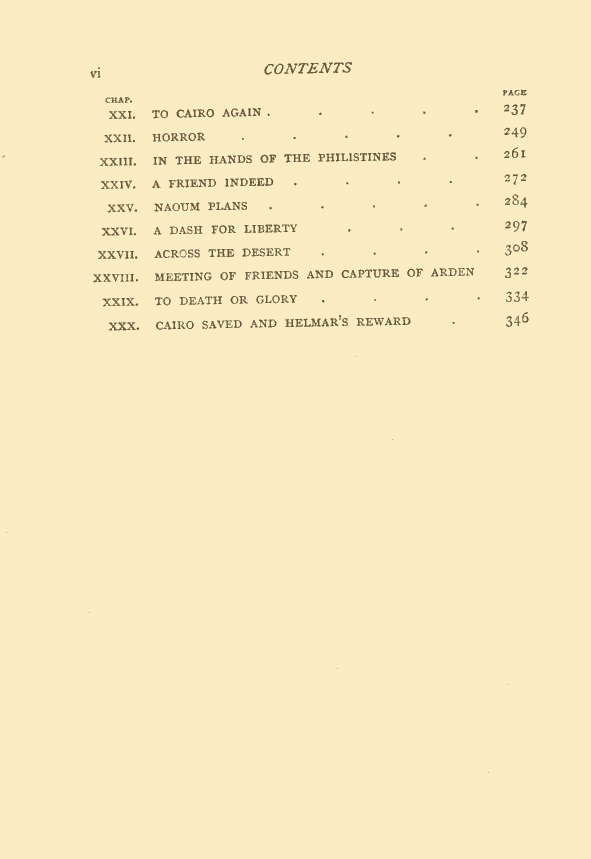 vi CONTENTS
CHAP. PAGE
XXI. TO CAIRO AGAIN . . . . . 237
XXII. HORROR . . . . . 249
XXIII. IN THE HANDS OF THE PHILISTINES . . 261
XXIV. A FRIEND INDEED . . . . 272
XXV. NAOUM PLANS . . . . . 284
XXVI. A DASH FOR LIBERTY . . . 297
XXVII. ACROSS THE DESERT . . . . 308
XXVIII. MEETING OF FRIENDS AND CAPTURE OF ARDEN 322
XXIX. TO DEATH OR GLORY . . . . 334
XXX. CAIRO SAVED AND HELMAR'S REWARD . 346